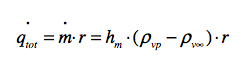 q̇_tot = ṁ·r = h_m·(ρ_vp − ρ_v∞)·r